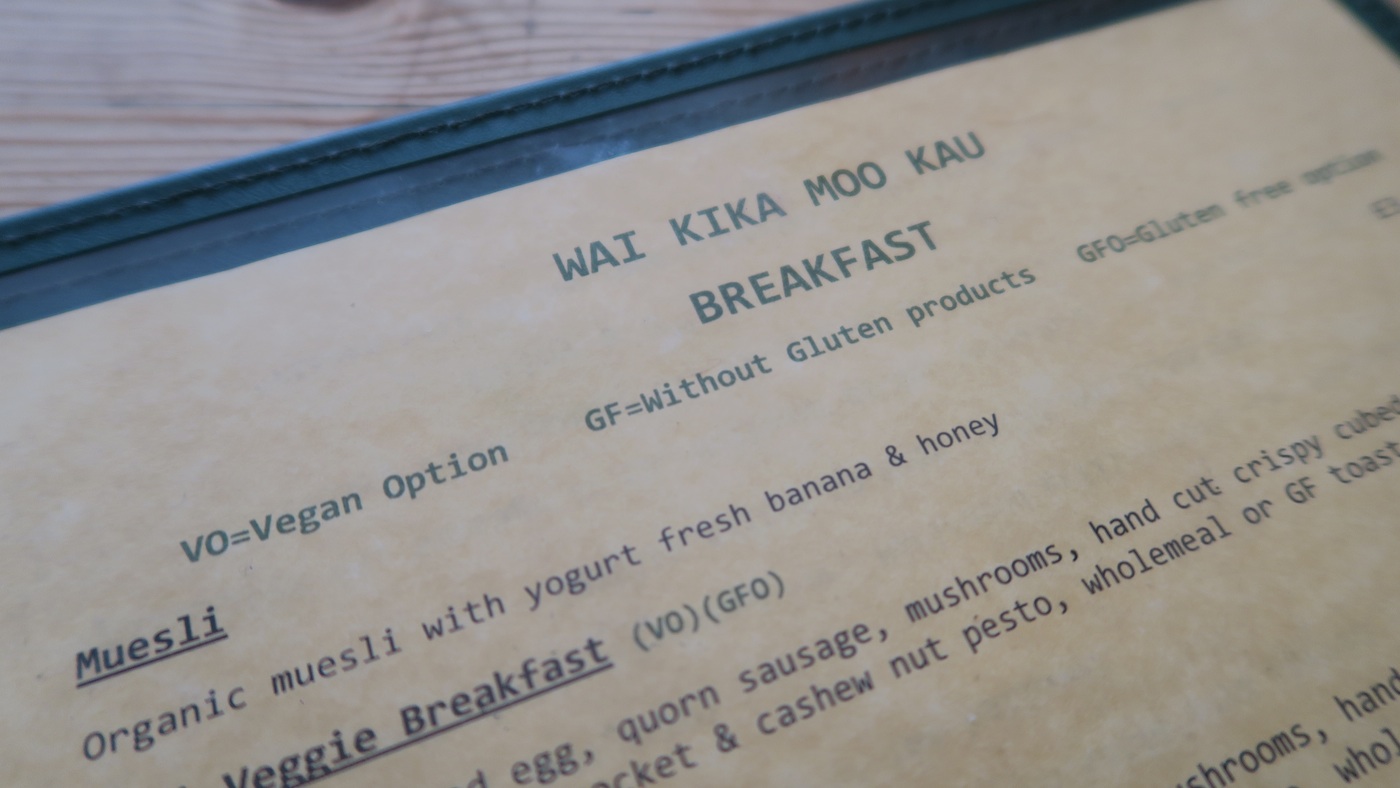 WAI KIKA MOO KAU
BREAKFAST
VO=Vegan Option GF=Without Gluten products GFO=Gluten free option
Muesli
Organic muesli with yogurt fresh banana & honey
Veggie Breakfast (VO)(GFO)
egg, quorn sausage, mushrooms, hand cut crispy cubed
& cashew nut pesto, wholemeal or GF toast
hand